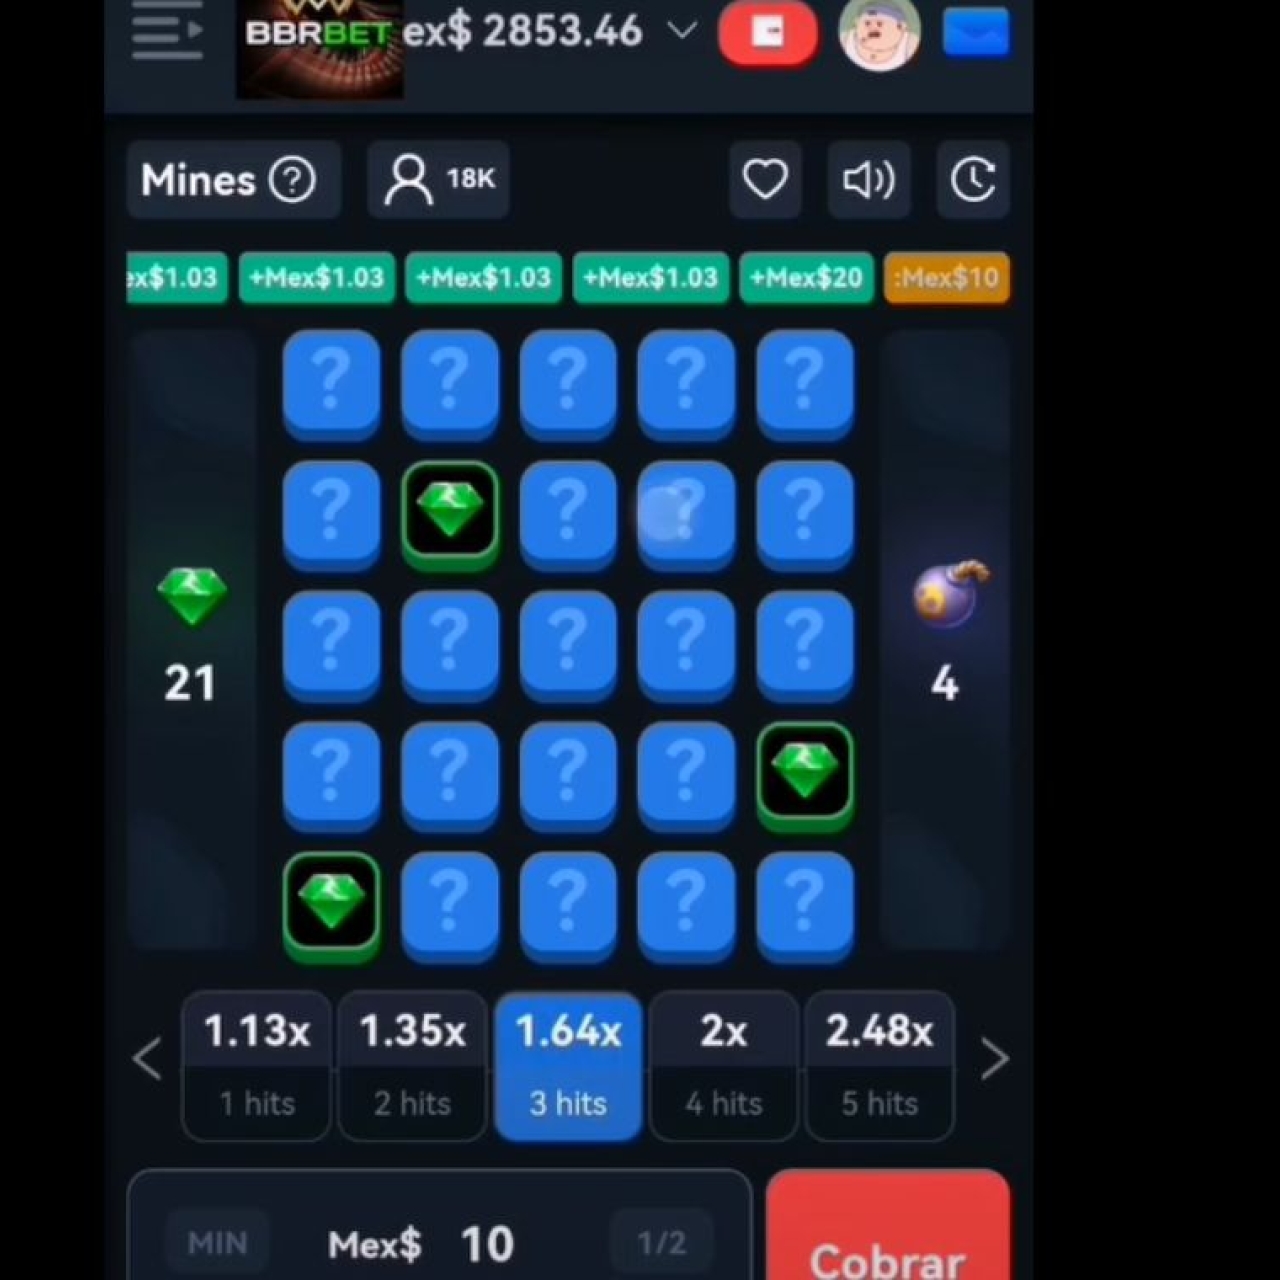 BBRBET ex$ 2853.46
Mines ? 18K
ex$1.03 +Mex$1.03 +Mex$1.03 +Mex$1.03 +Mex$20 :Mex$10
? ? ? ? ?
? ? ? ?
? ? ? ? ?
? ? ? ?
? ? ? ?
21
4
1.13x 1.35x 1.64x 2x 2.48x
1 hits 2 hits 3 hits 4 hits 5 hits
MIN Mex$ 10 1/2
Cobrar